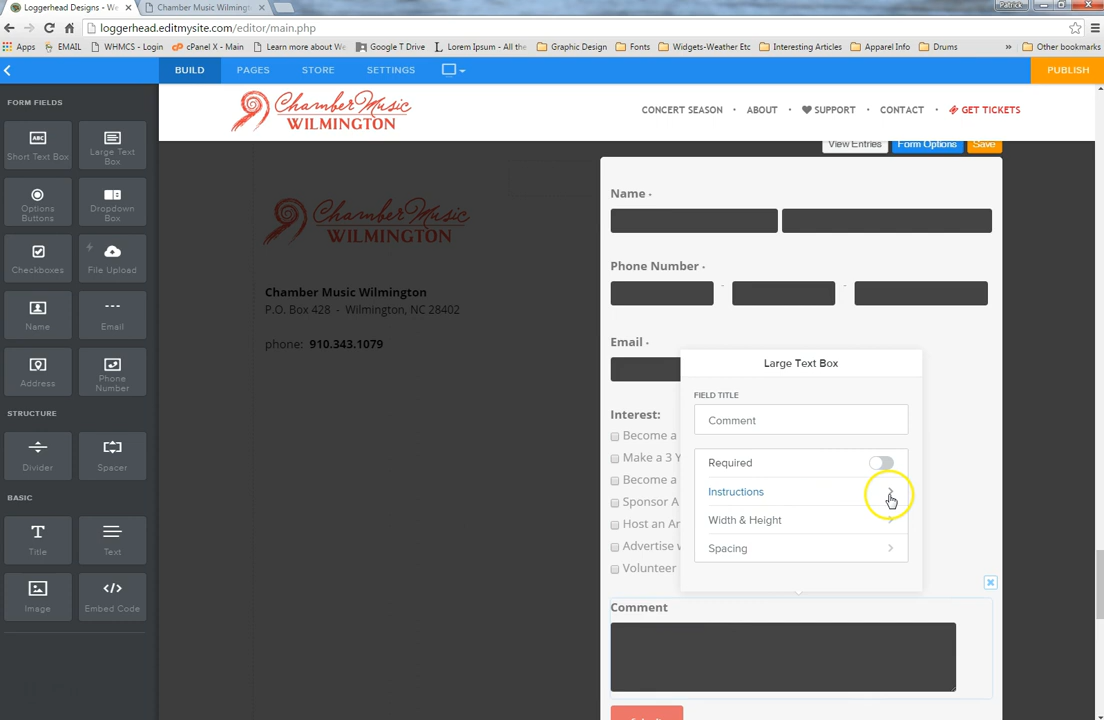 Loggerhead Designs - We
Chamber Music Wilmingt
Patrick
loggerhead.editmysite.com/editor/main.php
Apps
EMAIL
WHMCS - Login
cPanel X - Main
Learn more about We
Google T Drive
Lorem Ipsum - All the
Graphic Design
Fonts
Widgets-Weather Etc
Interesting Articles
Apparel Info
Drums
»
Other bookmarks
BUILD
PAGES
STORE
SETTINGS
PUBLISH
FORM FIELDS
ABC
Short Text Box
Large Text Box
Options Buttons
Dropdown Box
Checkboxes
File Upload
Name
Email
Address
Phone Number
STRUCTURE
Divider
Spacer
BASIC
Title
Text
Image
Embed Code
Chamber Music
WILMINGTON
CONCERT SEASON • ABOUT • SUPPORT • CONTACT • GET TICKETS
View Entries
Form Options
Save
Chamber Music
WILMINGTON
Chamber Music Wilmington
P.O. Box 428 - Wilmington, NC 28402
phone: 910.343.1079
Name •
Phone Number •
- -
Email •
Interest:
Become a
Make a 3 Y
Become a
Sponsor A
Host an Ar
Advertise w
Volunteer
Large Text Box
FIELD TITLE
Comment
Required
Instructions
Width & Height
Spacing
Comment